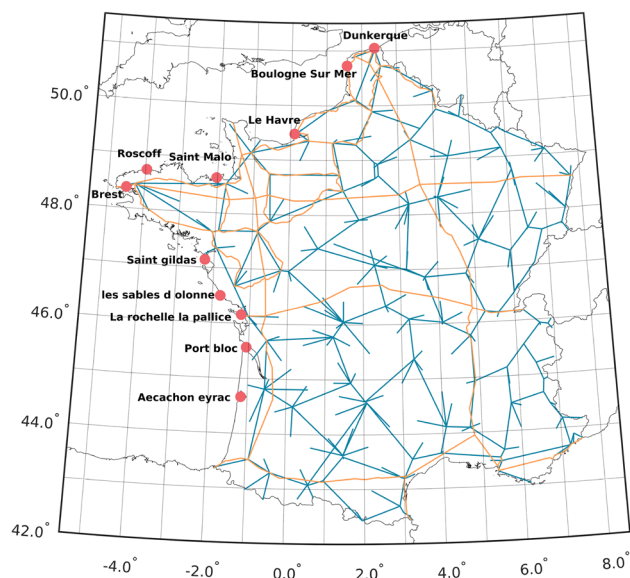 Dunkerque
Boulogne Sur Mer
50.0°
Le Havre
Roscoff
Saint Malo
Brest
48.0°
Saint gildas
les sables d olonne
La rochelle la pallice
46.0°
Port bloc
Aecachon eyrac
44.0°
42.0°
-4.0°
-2.0°
0.0°
2.0°
4.0°
6.0°
8.0°